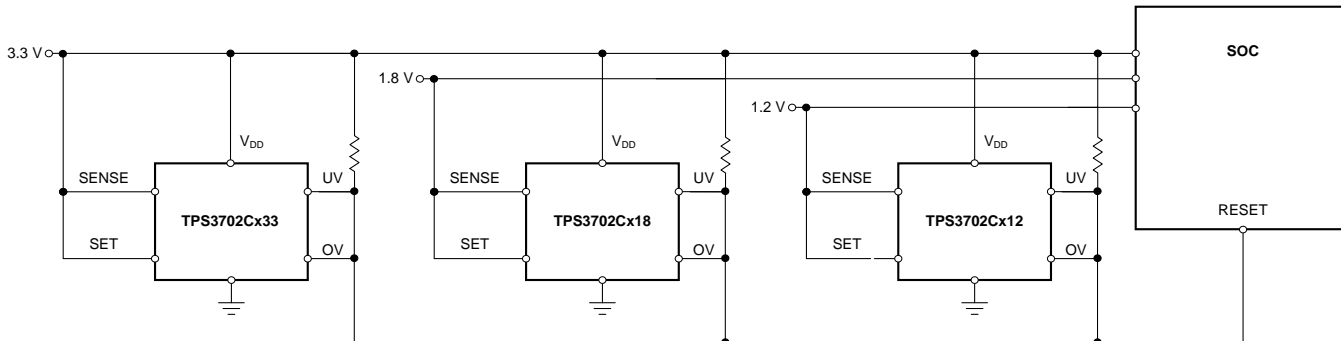 SOC
3.3 V
1.8 V
1.2 V
VDD
VDD
VDD
SENSE
UV
SENSE
UV
SENSE
UV
TPS3702Cx33
TPS3702Cx18
TPS3702Cx12
RESET
SET
OV
SET
OV
SET
OV